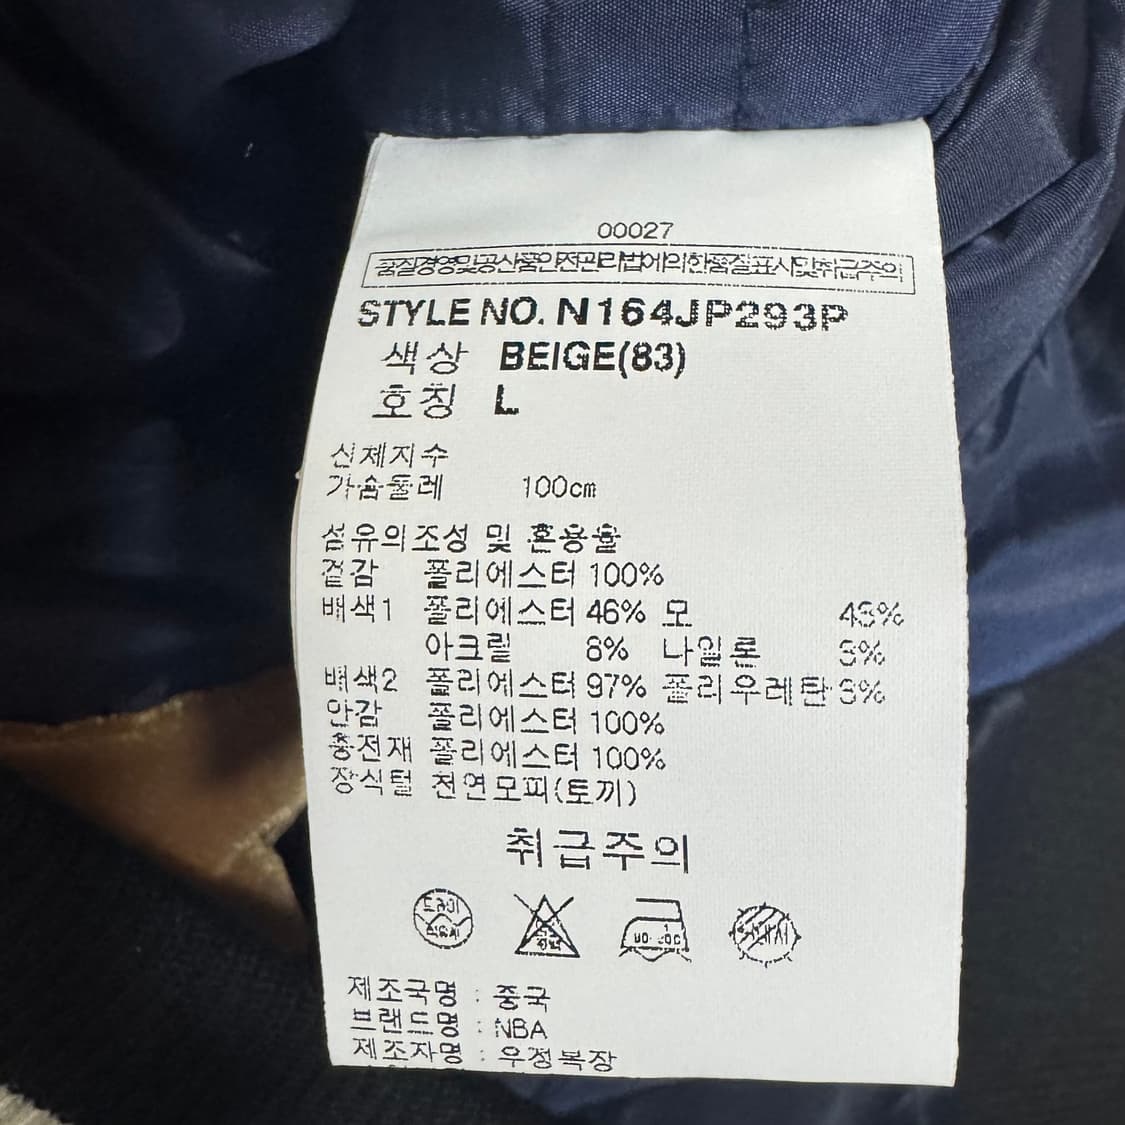 00027
품질경영및공산품안전관리법에의한품질표시및취급주의
STYLE NO. N164JP293P
색상 BEIGE(83)
호칭 L
신체지수
가슴둘레 100cm
섬유의조성 및 혼용율
겉감 폴리에스터 100%
배색1 폴리에스터 46% 모 43%
아크릴 8% 나일론 3%
배색2 폴리에스터 97% 폴리우레탄 3%
안감 폴리에스터 100%
충전재 폴리에스터 100%
장식털 천연모피(토끼)
취급주의
드라이
제조국명 : 중국
브랜드명 : NBA
제조자명 : 우정복장